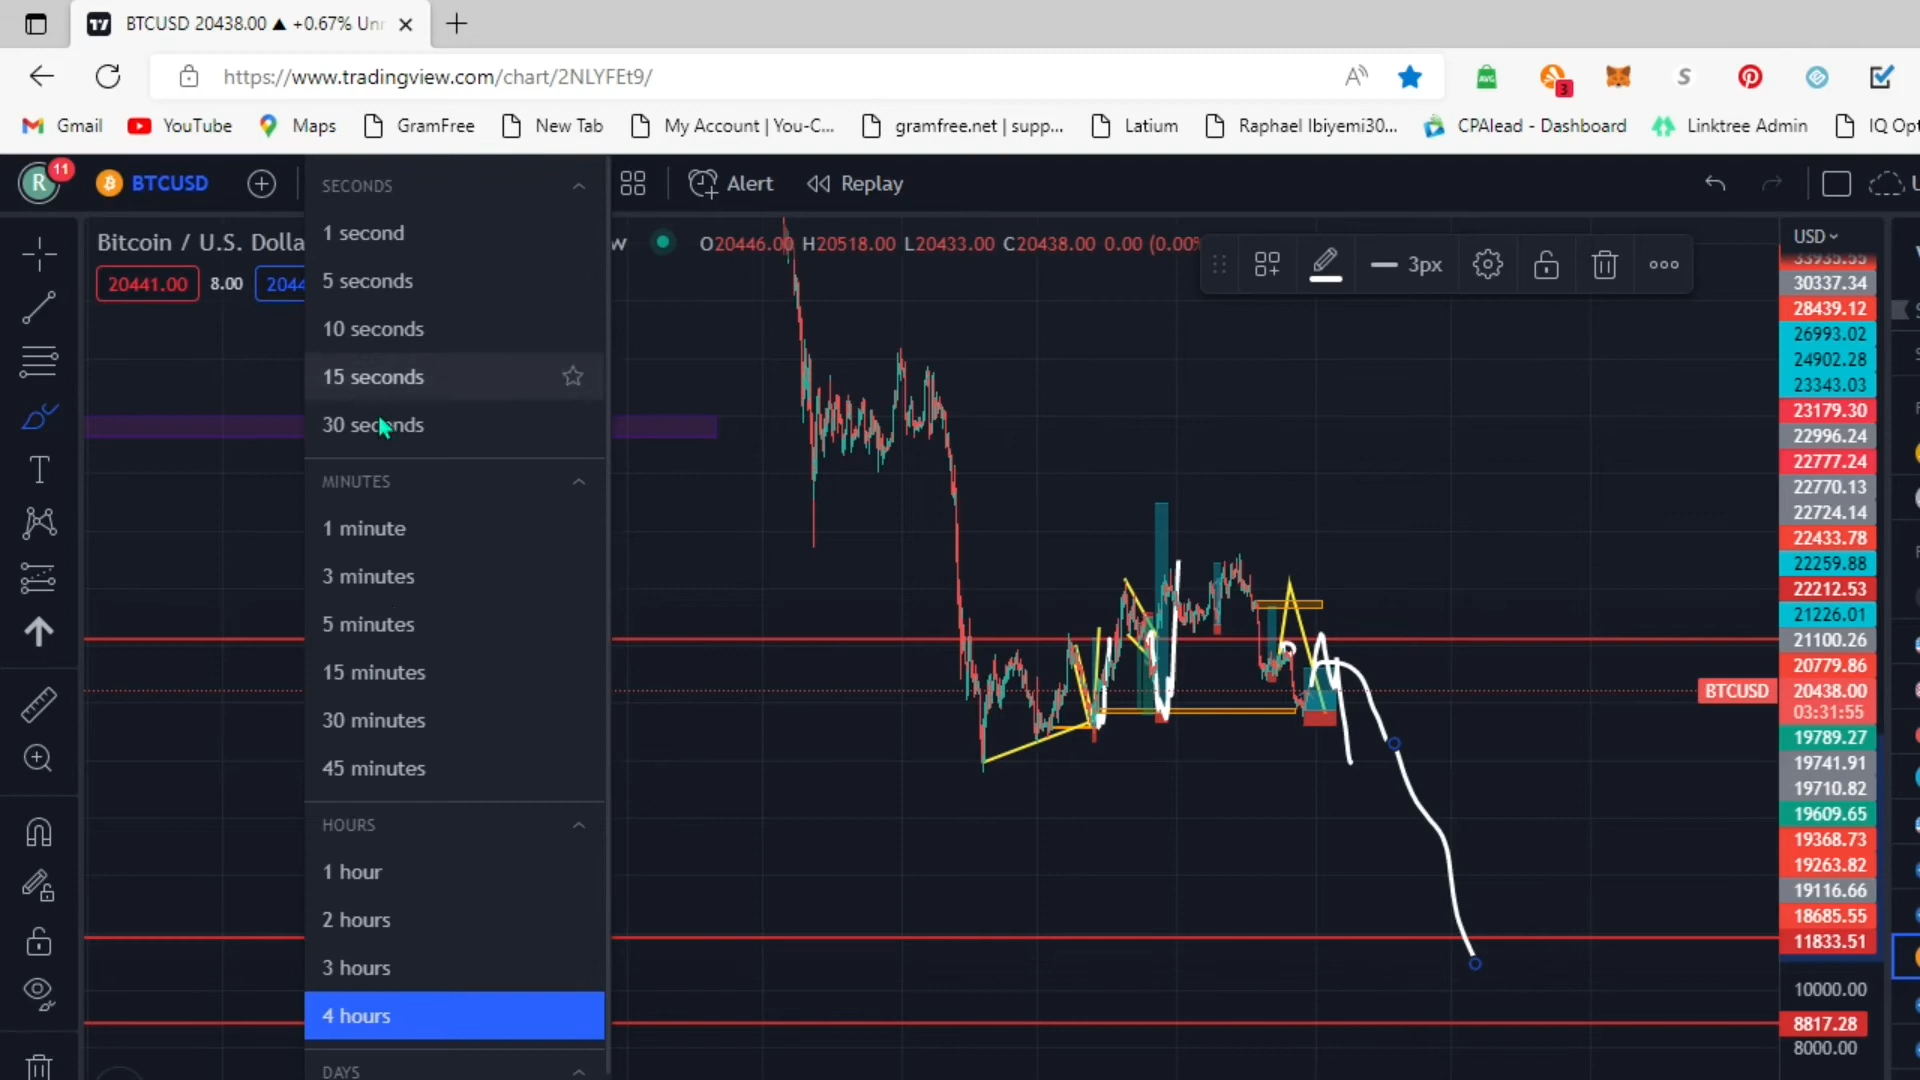 BTCUSD 20438.00 ▲ +0.67% Un
https://www.tradingview.com/chart/2NLYFEt9/
3
Gmail YouTube Maps GramFree New Tab My Account | You-C... gramfree.net | supp... Latium Raphael Ibiyemi30... CPAlead - Dashboard Linktree Admin IQ Opt
R 11 BTCUSD Alert Replay
Bitcoin / U.S. Dolla
O20446.00 H20518.00 L20433.00 C20438.00 0.00 (0.00%
20441.00 8.00 2044
3px
SECONDS
1 second
5 seconds
10 seconds
15 seconds
30 seconds
MINUTES
1 minute
3 minutes
5 minutes
15 minutes
30 minutes
45 minutes
HOURS
1 hour
2 hours
3 hours
4 hours
DAYS
USD
33935.55
30337.34
28439.12
26993.02
24902.28
23343.03
23179.30
22996.24
22777.24
22770.13
22724.14
22433.78
22259.88
22212.53
21226.01
21100.26
20779.86
BTCUSD 20438.00
03:31:55
19789.27
19741.91
19710.82
19609.65
19368.73
19263.82
19116.66
18685.55
11833.51
10000.00
8817.28
8000.00